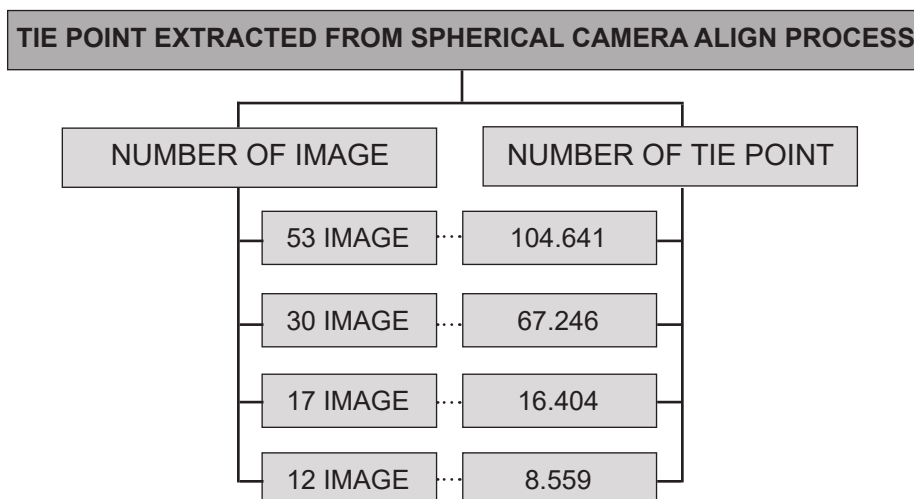 TIE POINT EXTRACTED FROM SPHERICAL CAMERA ALIGN PROCESS
NUMBER OF IMAGE
NUMBER OF TIE POINT
53 IMAGE
104.641
30 IMAGE
67.246
17 IMAGE
16.404
12 IMAGE
8.559